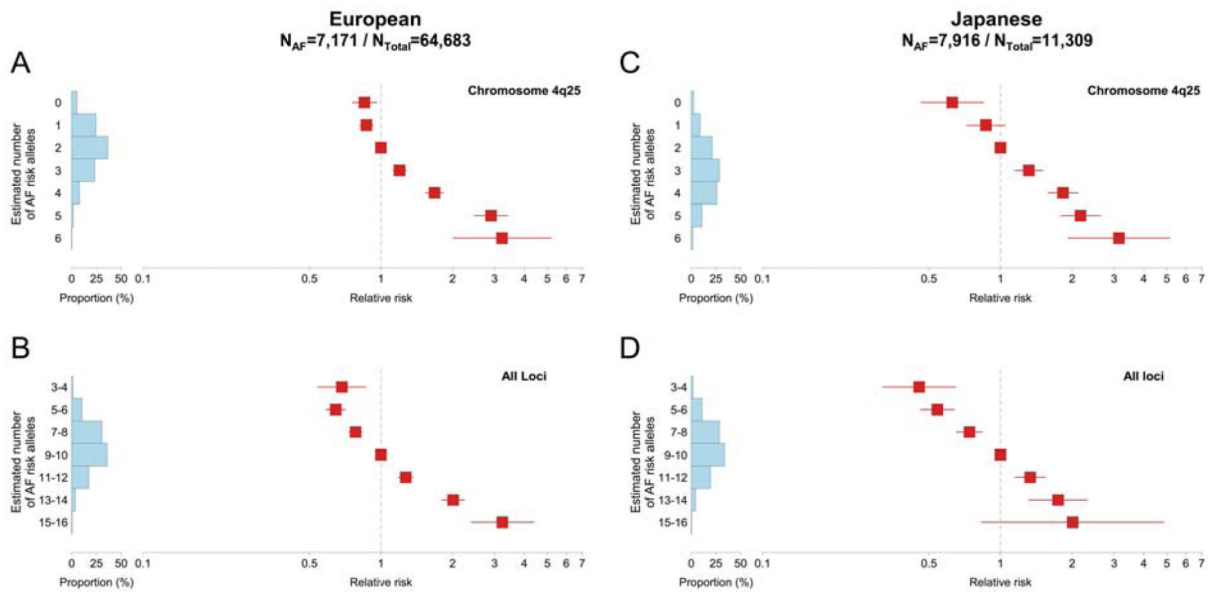 European
N_AF=7,171 / N_Total=64,683
Japanese
N_AF=7,916 / N_Total=11,309
A
Chromosome 4q25
Estimated number
of AF risk alleles
0
1
2
3
4
5
6
0 25 50
Proportion (%)
0.1 0.5 1 2 3 4 5 6 7
Relative risk
C
Chromosome 4q25
Estimated number
of AF risk alleles
0
1
2
3
4
5
6
0 25 50
Proportion (%)
0.1 0.5 1 2 3 4 5 6 7
Relative risk
B
All Loci
Estimated number
of AF risk alleles
3-4
5-6
7-8
9-10
11-12
13-14
15-16
0 25 50
Proportion (%)
0.1 0.5 1 2 3 4 5 6 7
Relative risk
D
All loci
Estimated number
of AF risk alleles
3-4
5-6
7-8
9-10
11-12
13-14
15-16
0 25 50
Proportion (%)
0.1 0.5 1 2 3 4 5 6 7
Relative risk